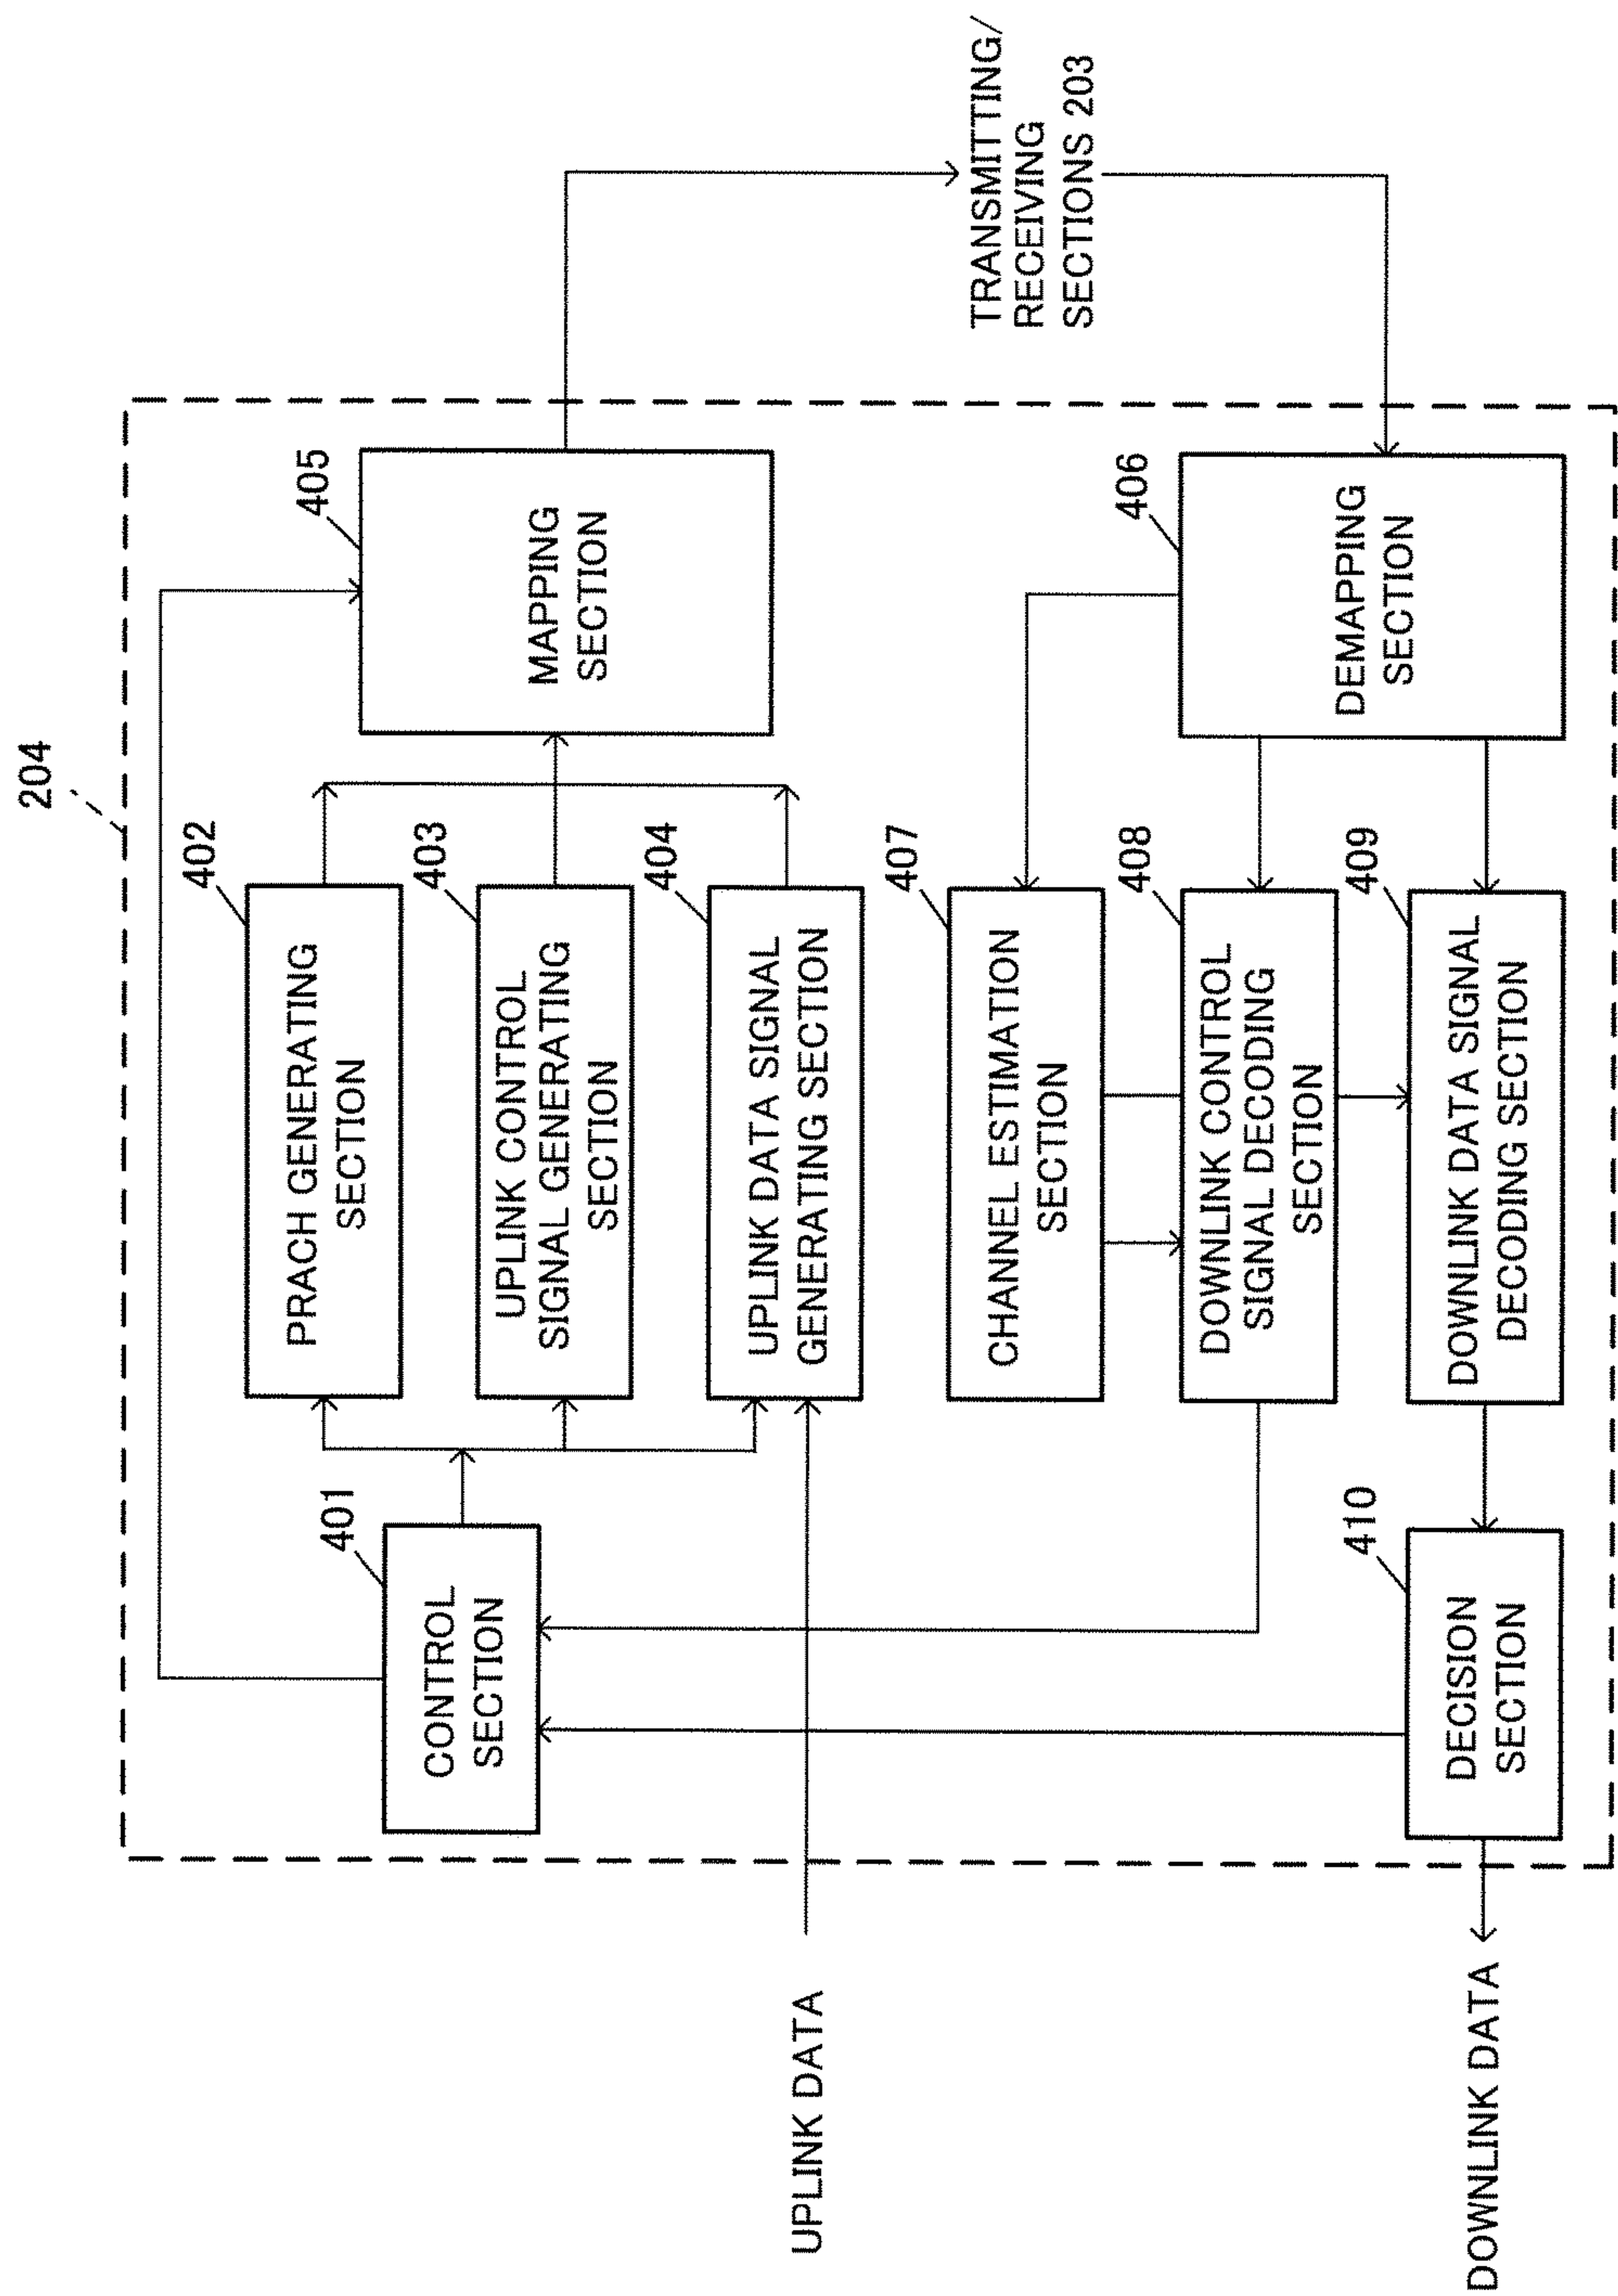 204
401
CONTROL
SECTION
402
PRACH GENERATING
SECTION
403
UPLINK CONTROL
SIGNAL GENERATING
SECTION
404
UPLINK DATA SIGNAL
GENERATING SECTION
405
MAPPING
SECTION
UPLINK DATA
TRANSMITTING/
RECEIVING
SECTIONS 203
406
DEMAPPING
SECTION
407
CHANNEL ESTIMATION
SECTION
408
DOWNLINK CONTROL
SIGNAL DECODING
SECTION
409
DOWNLINK DATA SIGNAL
DECODING SECTION
410
DECISION
SECTION
DOWNLINK DATA